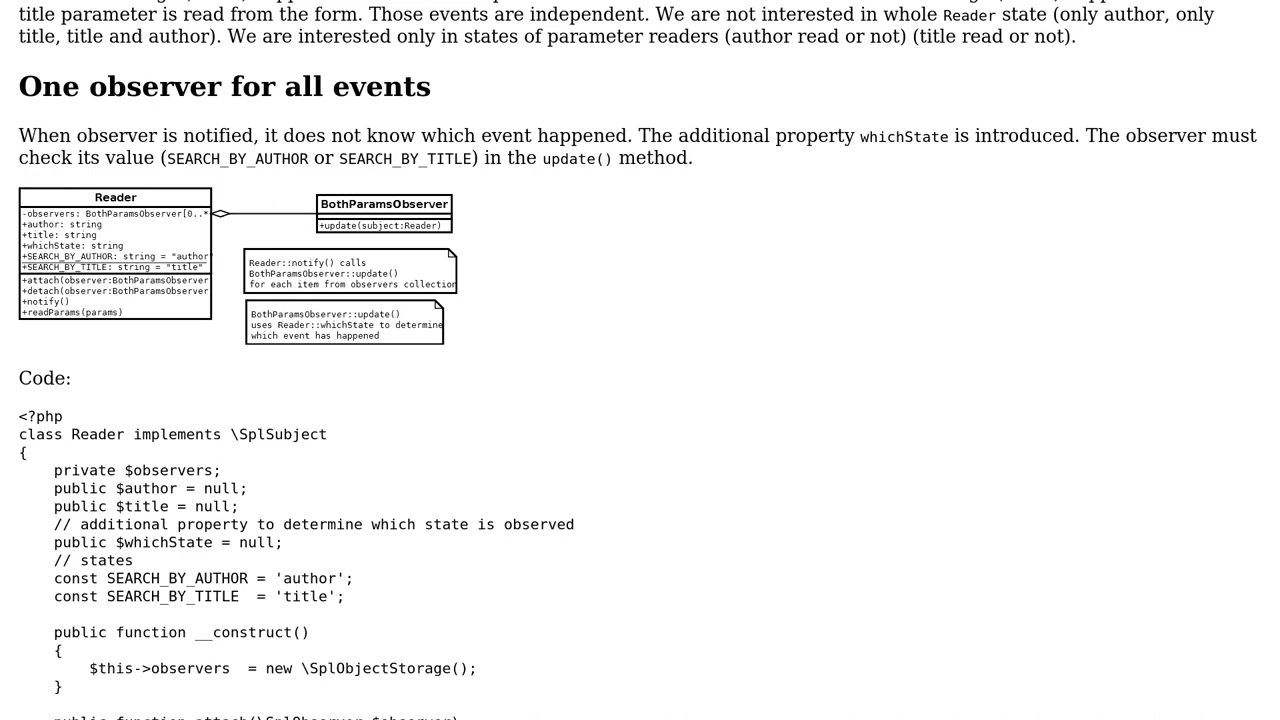 title parameter is read from the form. Those events are independent. We are not interested in whole Reader state (only author, only
title, title and author). We are interested only in states of parameter readers (author read or not) (title read or not).
One observer for all events
When observer is notified, it does not know which event happened. The additional property whichState is introduced. The observer must
check its value (SEARCH_BY_AUTHOR or SEARCH_BY_TITLE) in the update() method.
Reader
-observers: BothParamsObserver[0..*
+author: string
+title: string
+whichState: string
+SEARCH_BY_AUTHOR: string = "author"
+SEARCH_BY_TITLE: string = "title"
+attach(observer:BothParamsObserver
+detach(observer:BothParamsObserver
+notify()
+readParams(params)
BothParamsObserver
+update(subject:Reader)
Reader::notify() calls
BothParamsObserver::update()
for each item from observers collection
BothParamsObserver::update()
uses Reader::whichState to determine
which event has happened
Code:
<?php
class Reader implements \SplSubject
{
    private $observers;
    public $author = null;
    public $title = null;
    // additional property to determine which state is observed
    public $whichState = null;
    // states
    const SEARCH_BY_AUTHOR = 'author';
    const SEARCH_BY_TITLE  = 'title';
    public function __construct()
    {
        $this->observers  = new \SplObjectStorage();
    }
    public function attach(\SplObserver $observer)